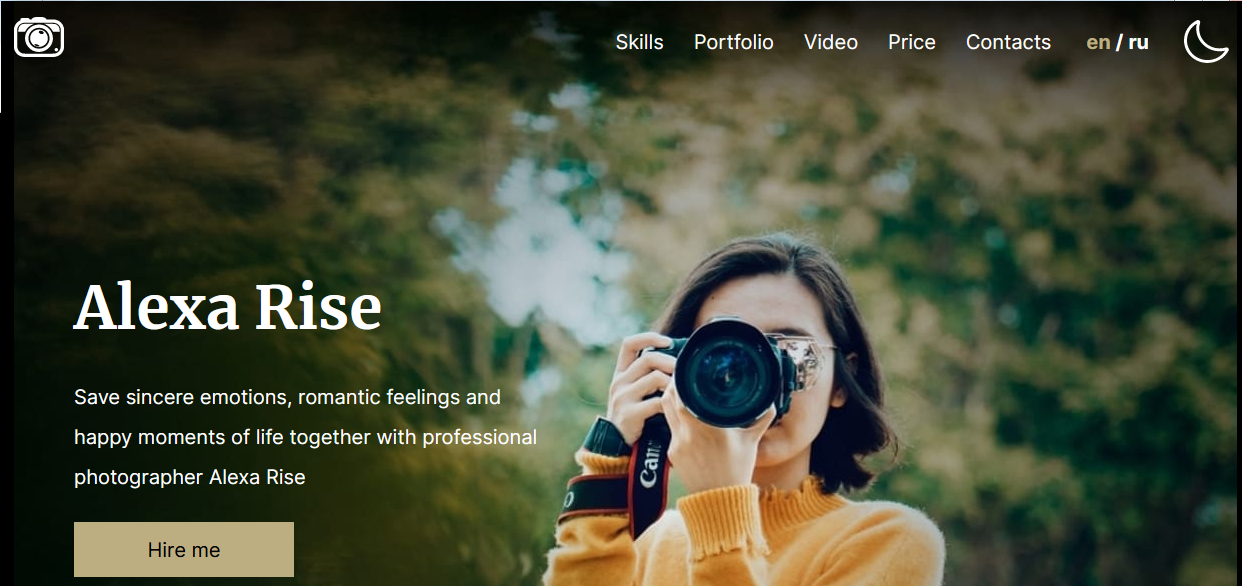 Skills Portfolio Video Price Contacts en / ru
Alexa Rise
Save sincere emotions, romantic feelings and
happy moments of life together with professional
photographer Alexa Rise
Hire me